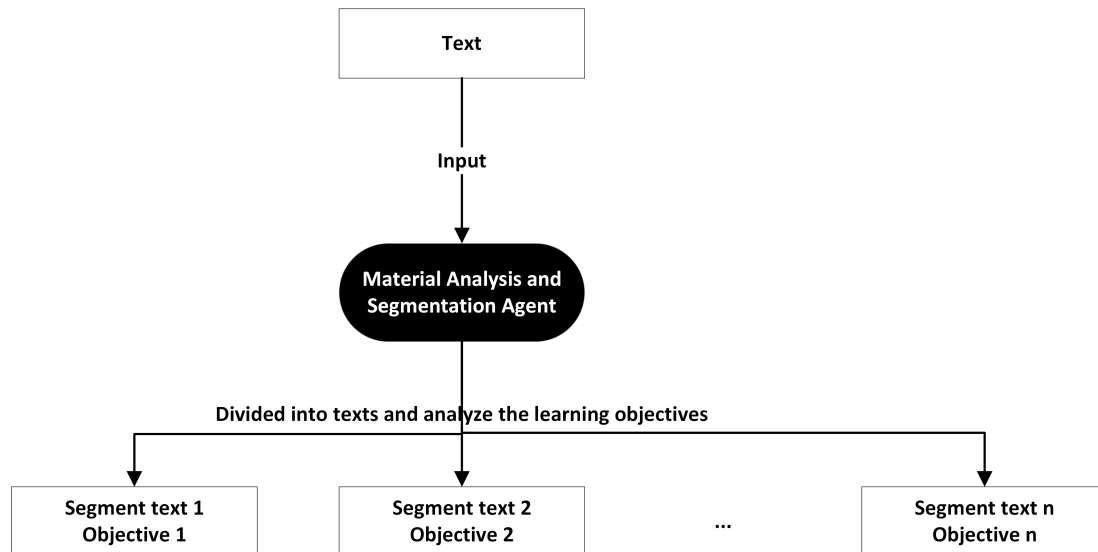 Text
Input
Material Analysis and
Segmentation Agent
Divided into texts and analyze the learning objectives
Segment text 1
Objective 1
Segment text 2
Objective 2
...
Segment text n
Objective n